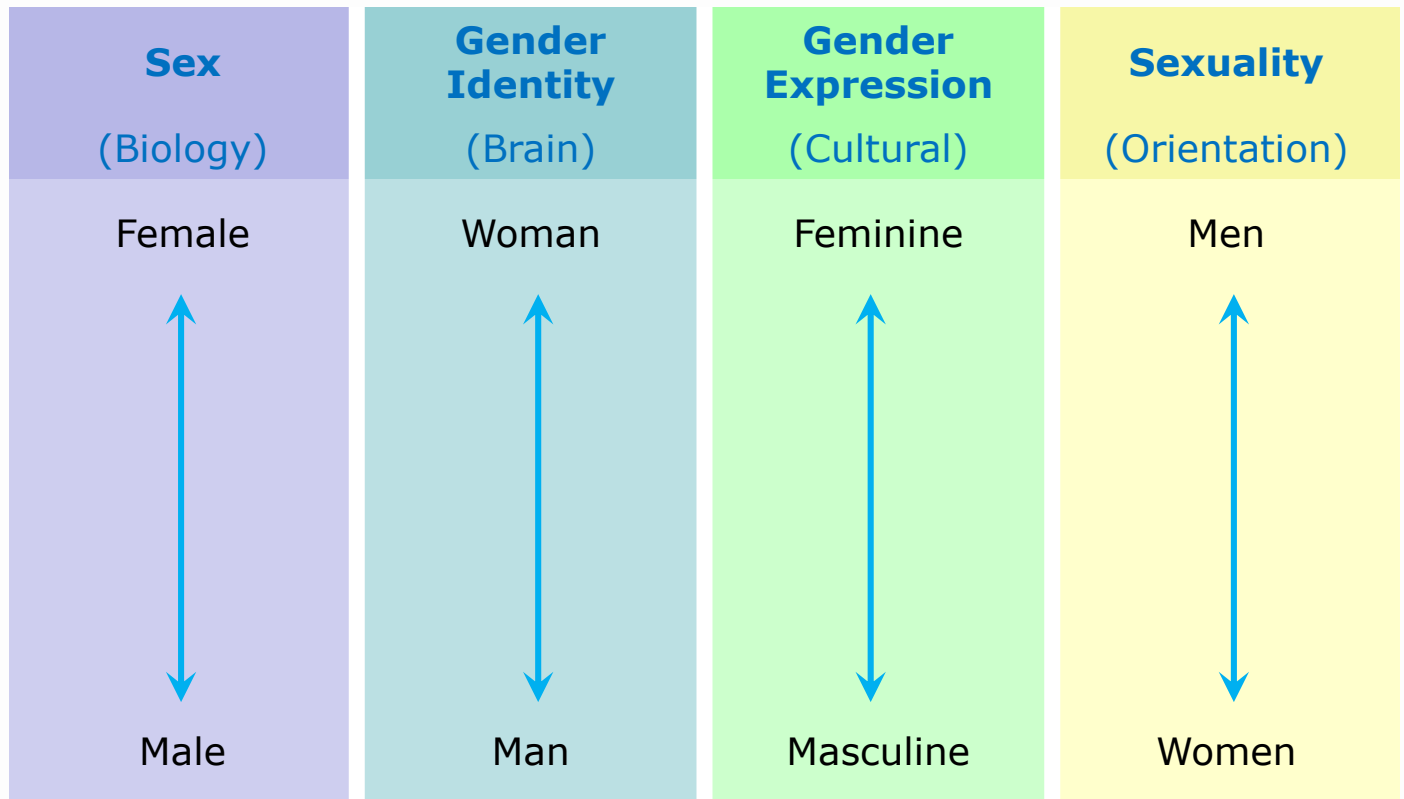 Sex
(Biology)
Female
Male
Gender
Identity
(Brain)
Woman
Man
Gender
Expression
(Cultural)
Feminine
Masculine
Sexuality
(Orientation)
Men
Women